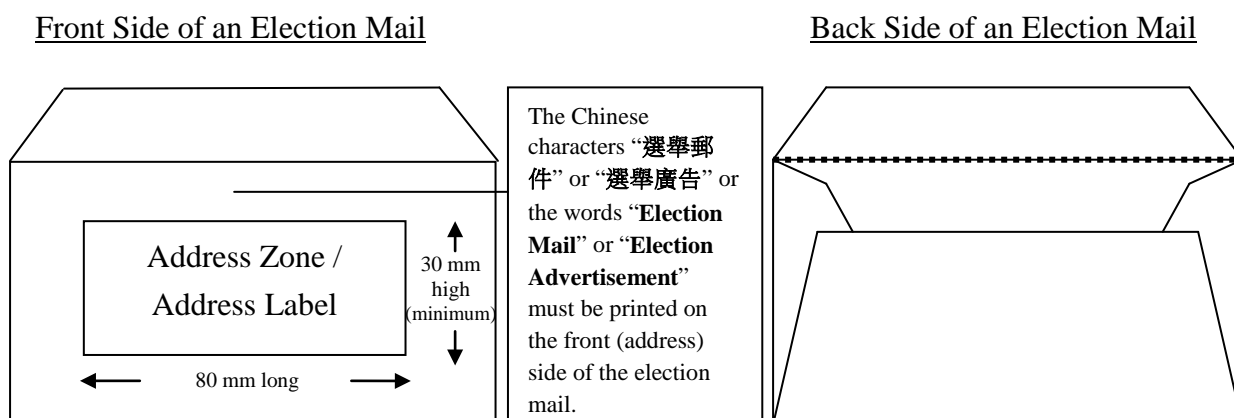 Front Side of an Election Mail
Back Side of an Election Mail
The Chinese
characters “選舉郵
件” or “選舉廣告” or
the words “Election
Mail” or “Election
Advertisement”
must be printed on
the front (address)
side of the election
mail.
Address Zone /
Address Label
30 mm
high
(minimum)
80 mm long